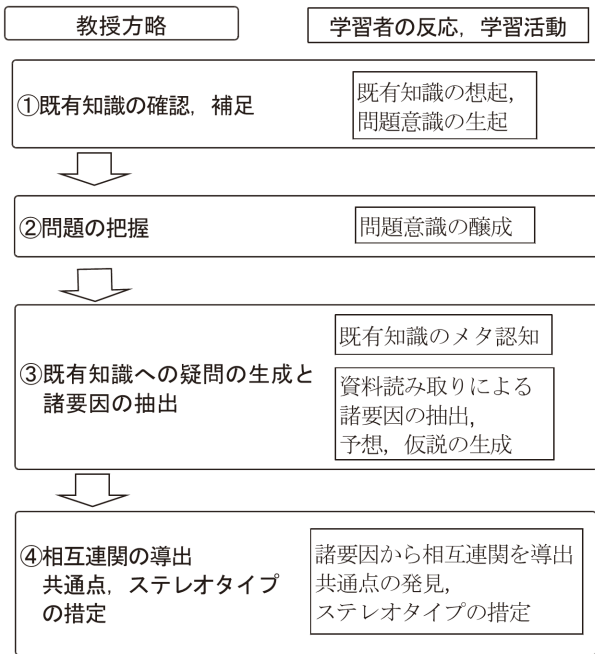 教授方略
学習者の反応，学習活動
①既有知識の確認，補足
既有知識の想起，
問題意識の生起
②問題の把握
問題意識の醸成
③既有知識への疑問の生成と
諸要因の抽出
既有知識のメタ認知
資料読み取りによる
諸要因の抽出，
予想，仮説の生成
④相互連関の導出
共通点，ステレオタイプ
の措定
諸要因から相互連関を導出
共通点の発見，
ステレオタイプの措定